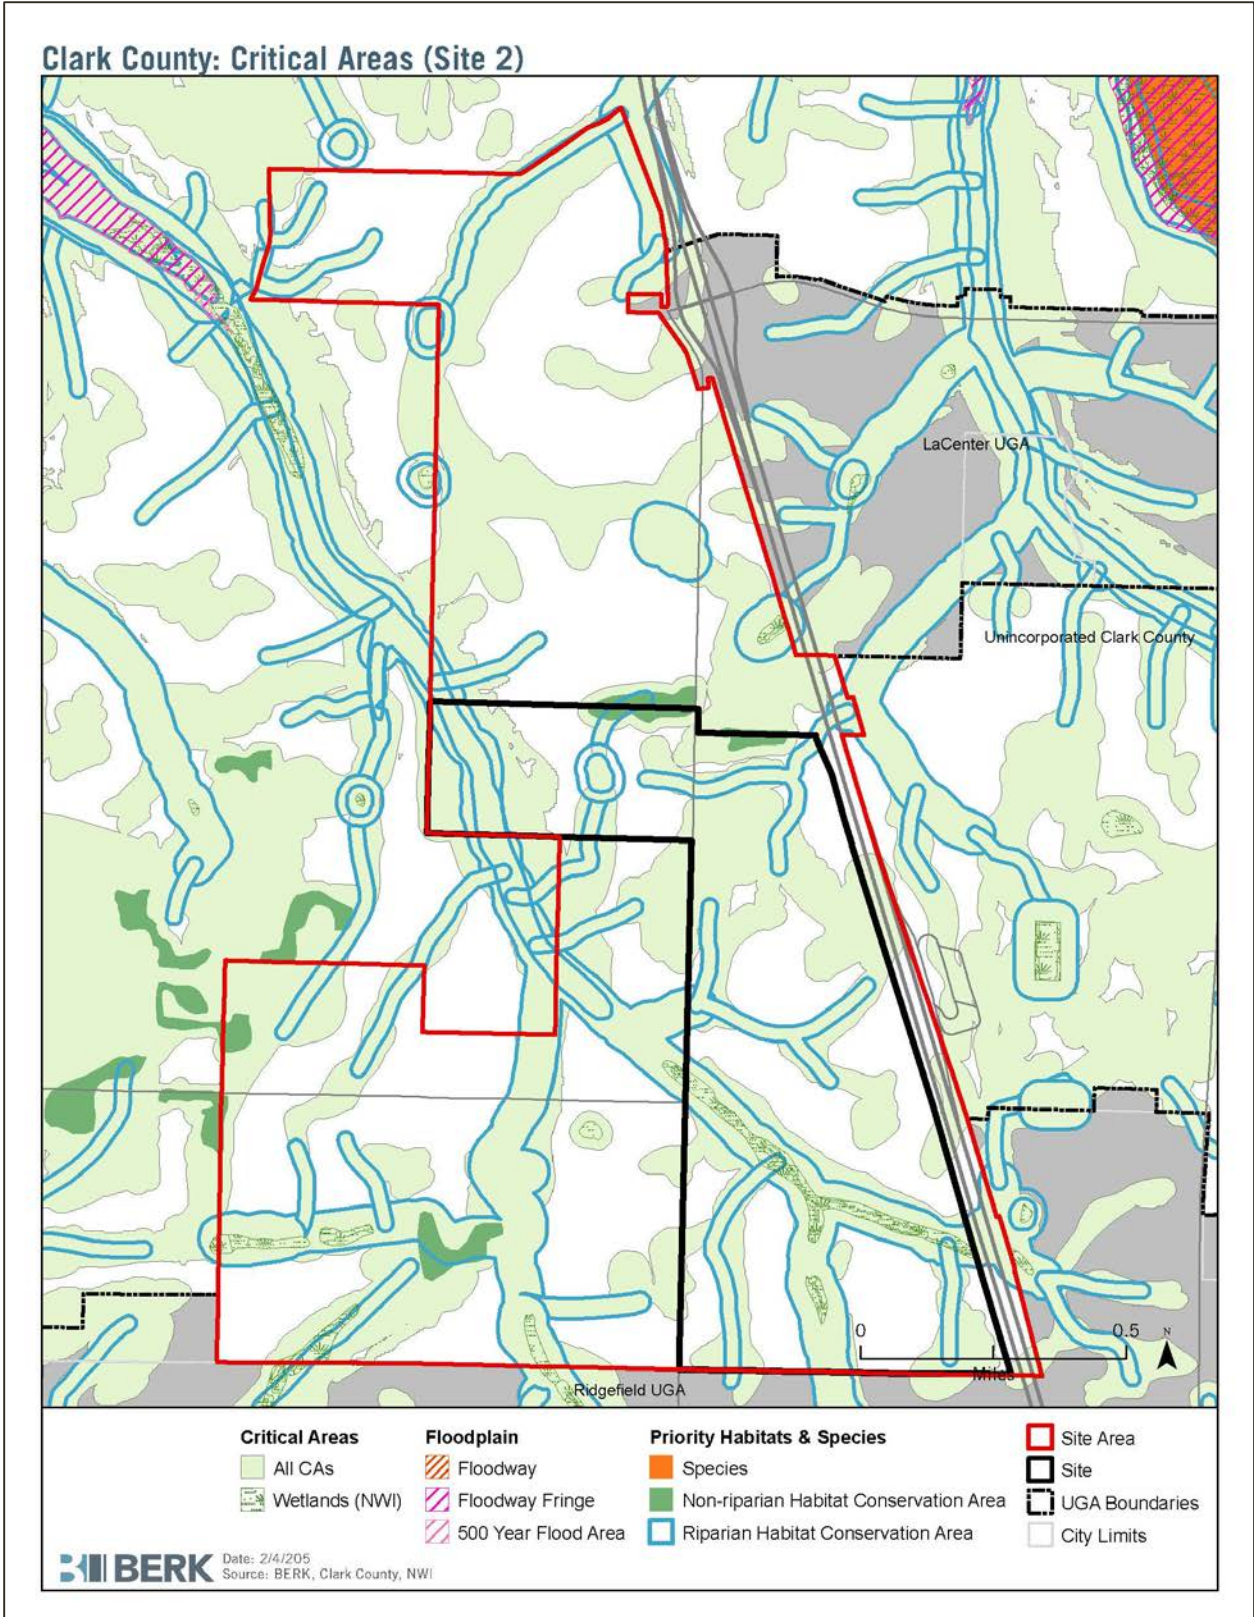 Clark County: Critical Areas (Site 2)
LaCenter UGA
Unincorporated Clark County
0 0.5 N
Miles
Ridgefield UGA
Critical Areas
All CAs
Wetlands (NWI)
Floodplain
Floodway
Floodway Fringe
500 Year Flood Area
Priority Habitats & Species
Species
Non-riparian Habitat Conservation Area
Riparian Habitat Conservation Area
Site Area
Site
UGA Boundaries
City Limits
BERK
Date: 2/4/205
Source: BERK, Clark County, NWI